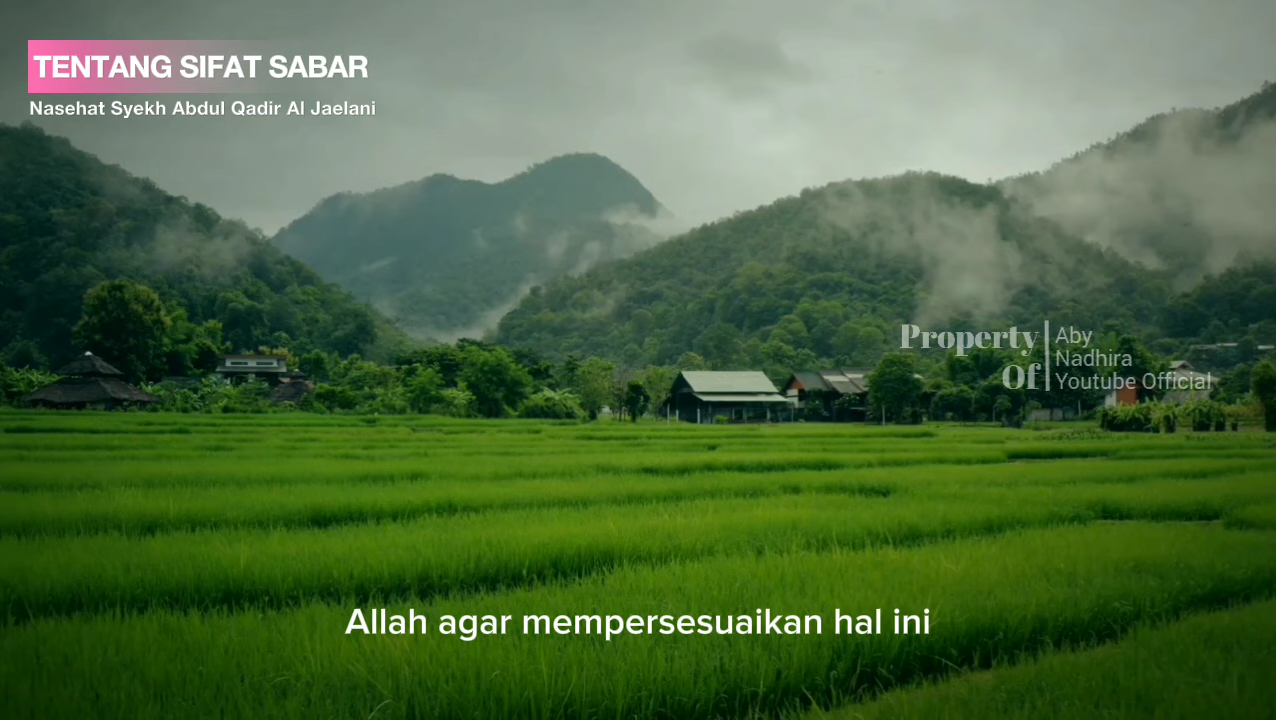 TENTANG SIFAT SABAR
Nasehat Syekh Abdul Qadir Al Jaelani
Property Of
Aby
Nadhira
Youtube Official
Allah agar mempersesuaikan hal ini